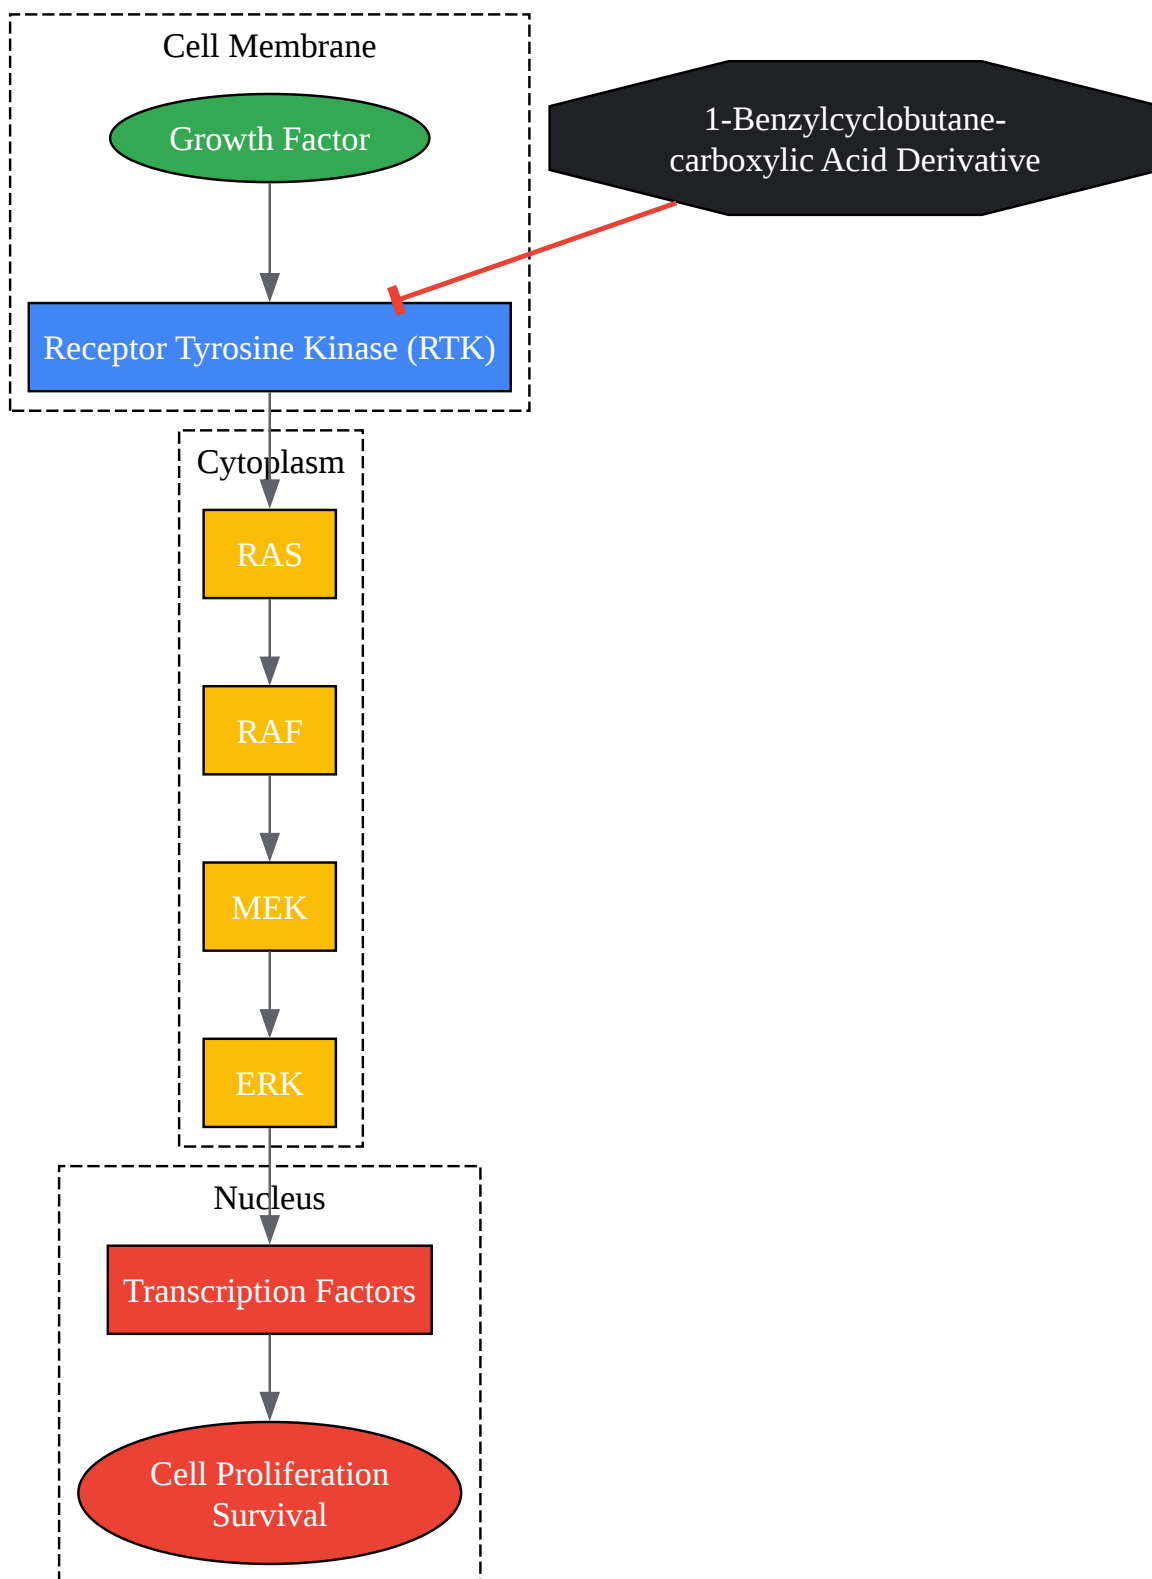 Cell Membrane
Growth Factor
1-Benzylcyclobutane-
carboxylic Acid Derivative
Receptor Tyrosine Kinase (RTK)
Cytoplasm
RAS
RAF
MEK
ERK
Nucleus
Transcription Factors
Cell Proliferation
Survival